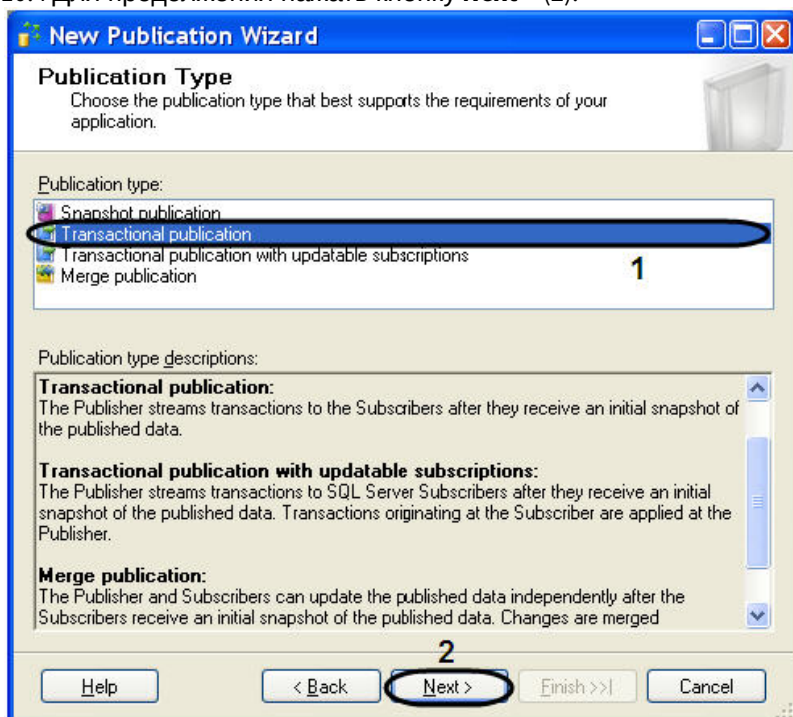 Для продолжения нажать кнопку
New Publication Wizard
Publication Type
Choose the publication type that best supports the requirements of your
application.
Publication type:
Snapshot publication
Transactional publication
Transactional publication with updatable subscriptions
Merge publication
1
Publication type descriptions:
Transactional publication:
The Publisher streams transactions to the Subscribers after they receive an initial snapshot of
the published data.
Transactional publication with updatable subscriptions:
The Publisher streams transactions to SQL Server Subscribers after they receive an initial
snapshot of the published data. Transactions originating at the Subscriber are applied at the
Publisher.
Merge publication:
The Publisher and Subscribers can update the published data independently after the
Subscribers receive an initial snapshot of the published data. Changes are merged
2
Help
< Back
Next >
Finish >>|
Cancel